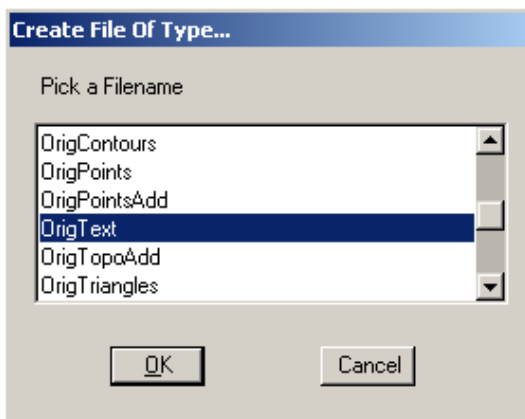 Create File Of Type...
Pick a Filename
OrigContours
OrigPoints
OrigPointsAdd
OrigText
OrigTopoAdd
OrigTriangles
OK Cancel